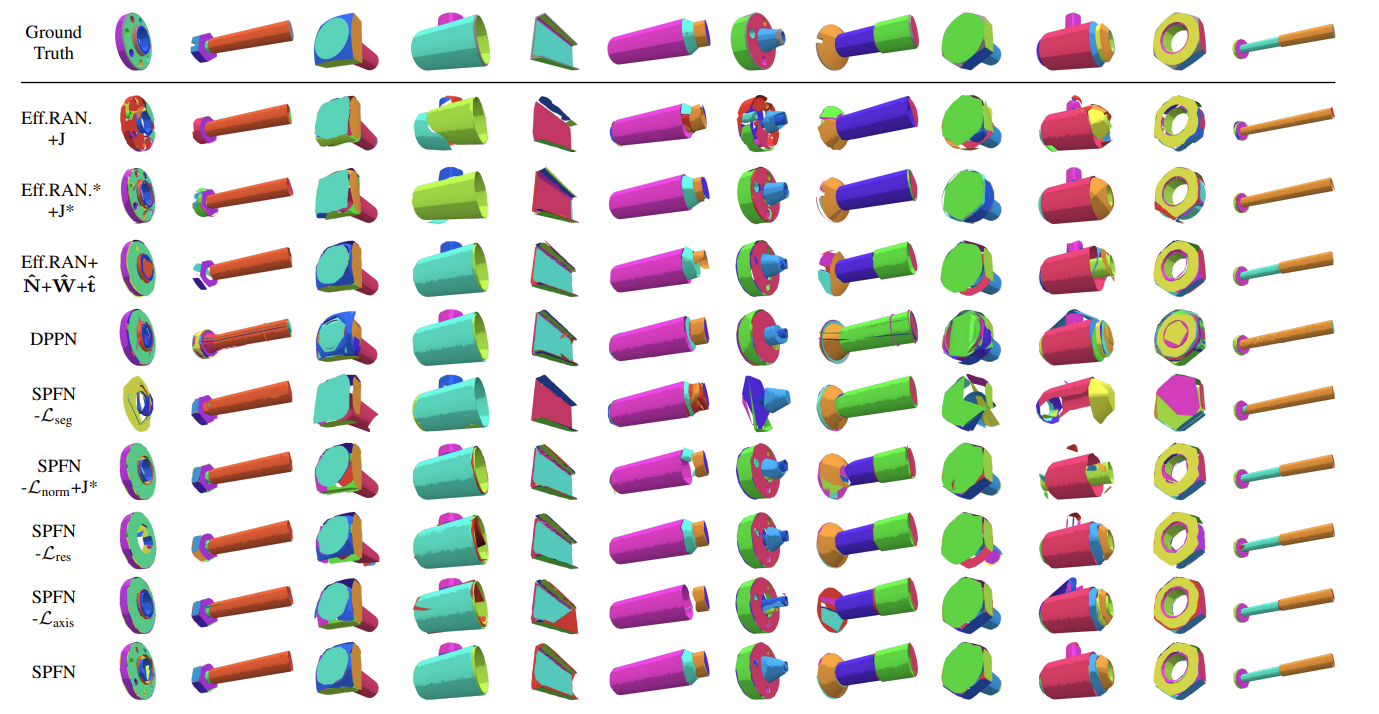 Ground
Truth
Eff.RAN.
+J
Eff.RAN.*
+J*
Eff.RAN+
N̂+Ŵ+t̂
DPPN
SPFN
-ℒseg
SPFN
-ℒnorm+J*
SPFN
-ℒres
SPFN
-ℒaxis
SPFN